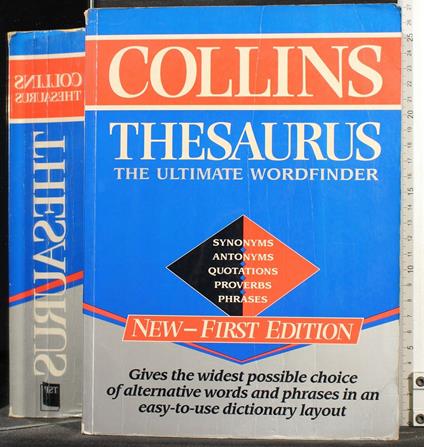 COLLINS
THESAURUS
THE ULTIMATE WORDFINDER
SYNONYMS
ANTONYMS
QUOTATIONS
PROVERBS
PHRASES
NEW–FIRST EDITION
Gives the widest possible choice
of alternative words and phrases in an
easy-to-use dictionary layout
COLLINS
THESAURUS
THESAURUS
TSP